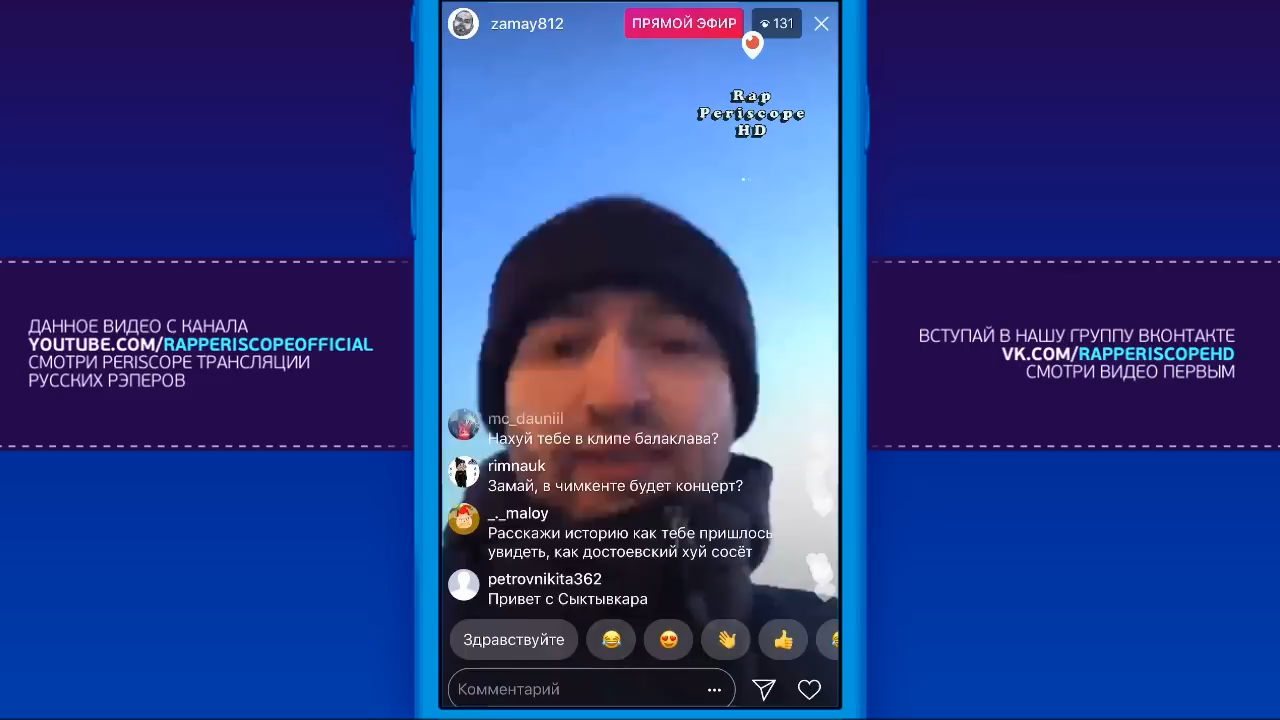 zamay812
ПРЯМОЙ ЭФИР
131
Rap
Periscope
HD
ДАННОЕ ВИДЕО С КАНАЛА
YOUTUBE.COM/RAPPERISCOPEOFFICIAL
СМОТРИ PERISCOPE ТРАНСЛЯЦИИ
РУССКИХ РЭПЕРОВ
ВСТУПАЙ В НАШУ ГРУППУ ВКОНТАКТЕ
VK.COM/RAPPERISCOPEHD
СМОТРИ ВИДЕО ПЕРВЫМ
mc_dauniil
Нахуй тебе в клипе балаклава?
rimnauk
Замай, в чимкенте будет концерт?
_._maloy
Расскажи историю как тебе пришлось
увидеть, как достоевский хуй сосёт
petrovnikita362
Привет с Сыктывкара
Здравствуйте
Комментарий